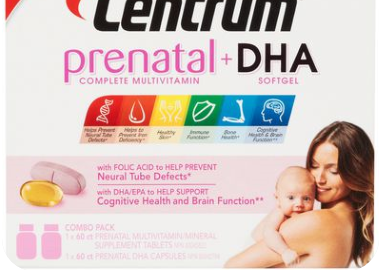 Centrum
prenatal + DHA
COMPLETE MULTIVITAMIN SOFTGEL
Helps Prevent Neural Tube Defects*
Helps to Prevent Iron Deficiency
Healthy Skin
Immune Function
Bone Health
Cognitive Health & Brain Function
with FOLIC ACID to HELP PREVENT
Neural Tube Defects*
with DHA/EPA to HELP SUPPORT
Cognitive Health and Brain Function**
COMBO PACK
1 x 60 ct PRENATAL MULTIVITAMIN/MINERAL
SUPPLEMENT TABLETS
1 x 60 ct PRENATAL DHA CAPSULES